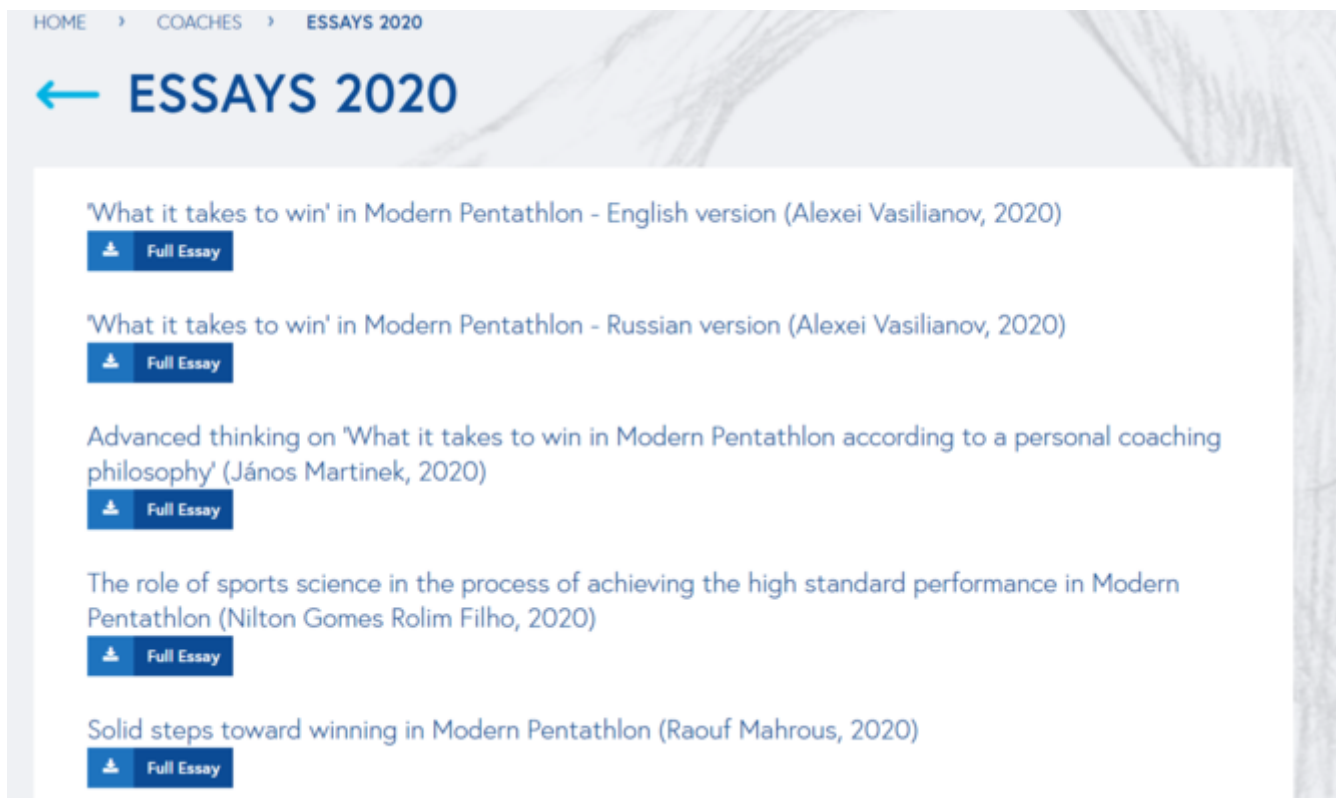 HOME › COACHES › ESSAYS 2020
← ESSAYS 2020
'What it takes to win' in Modern Pentathlon - English version (Alexei Vasilianov, 2020)
Full Essay
'What it takes to win' in Modern Pentathlon - Russian version (Alexei Vasilianov, 2020)
Full Essay
Advanced thinking on 'What it takes to win in Modern Pentathlon according to a personal coaching
philosophy' (János Martinek, 2020)
Full Essay
The role of sports science in the process of achieving the high standard performance in Modern
Pentathlon (Nilton Gomes Rolim Filho, 2020)
Full Essay
Solid steps toward winning in Modern Pentathlon (Raouf Mahrous, 2020)
Full Essay